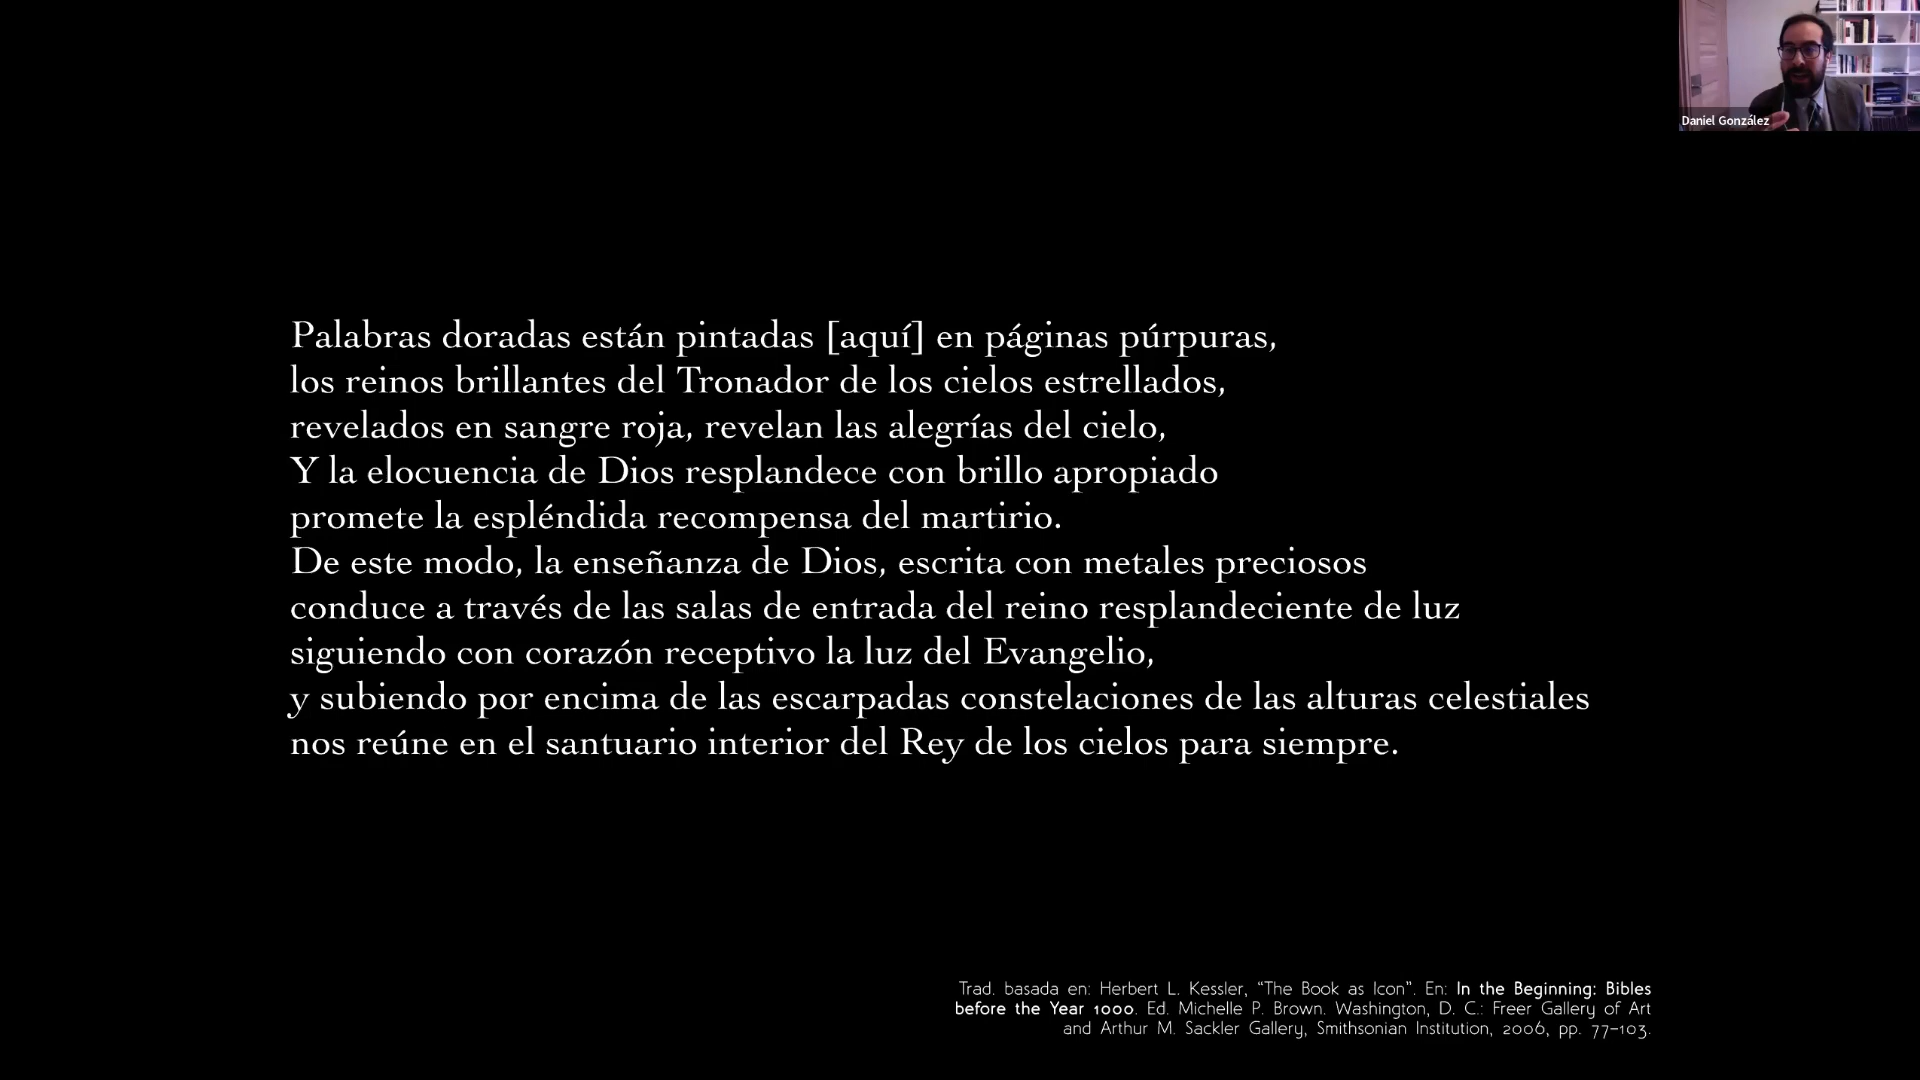 Daniel González
Palabras doradas están pintadas [aquí] en páginas púrpuras,
los reinos brillantes del Tronador de los cielos estrellados,
revelados en sangre roja, revelan las alegrías del cielo,
Y la elocuencia de Dios resplandece con brillo apropiado
promete la espléndida recompensa del martirio.
De este modo, la enseñanza de Dios, escrita con metales preciosos
conduce a través de las salas de entrada del reino resplandeciente de luz
siguiendo con corazón receptivo la luz del Evangelio,
y subiendo por encima de las escarpadas constelaciones de las alturas celestiales
nos reúne en el santuario interior del Rey de los cielos para siempre.
Trad. basada en: Herbert L. Kessler, “The Book as Icon”. En: In the Beginning: Bibles
before the Year 1000. Ed. Michelle P. Brown. Washington, D. C.: Freer Gallery of Art
and Arthur M. Sackler Gallery, Smithsonian Institution, 2006, pp. 77-103.